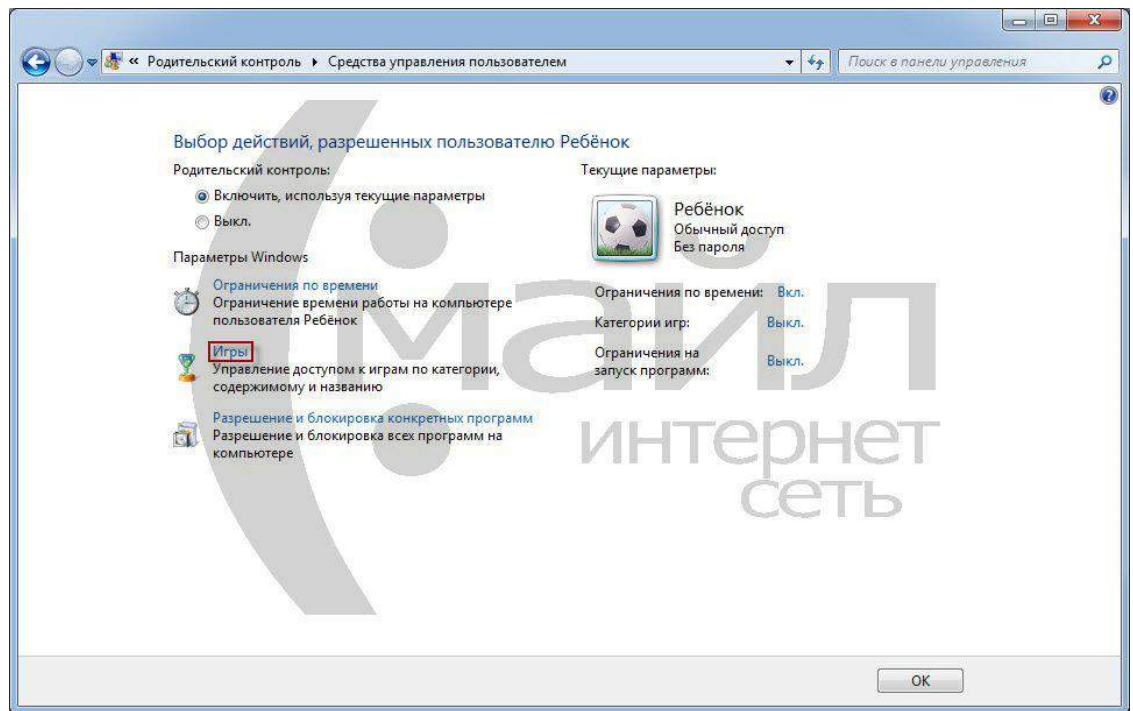 « Родительский контроль ▸ Средства управления пользователем
Поиск в панели управления
Выбор действий, разрешенных пользователю Ребёнок
Родительский контроль:
Включить, используя текущие параметры
Выкл.
Параметры Windows
Ограничения по времени
Ограничение времени работы на компьютере
пользователя Ребёнок
Игры
Управление доступом к играм по категории,
содержимому и названию
Разрешение и блокировка конкретных программ
Разрешение и блокировка всех программ на
компьютере
Текущие параметры:
Ребёнок
Обычный доступ
Без пароля
Ограничения по времени: Вкл.
Категории игр: Выкл.
Ограничения на
запуск программ: Выкл.
(майл
интернет
сеть
OK